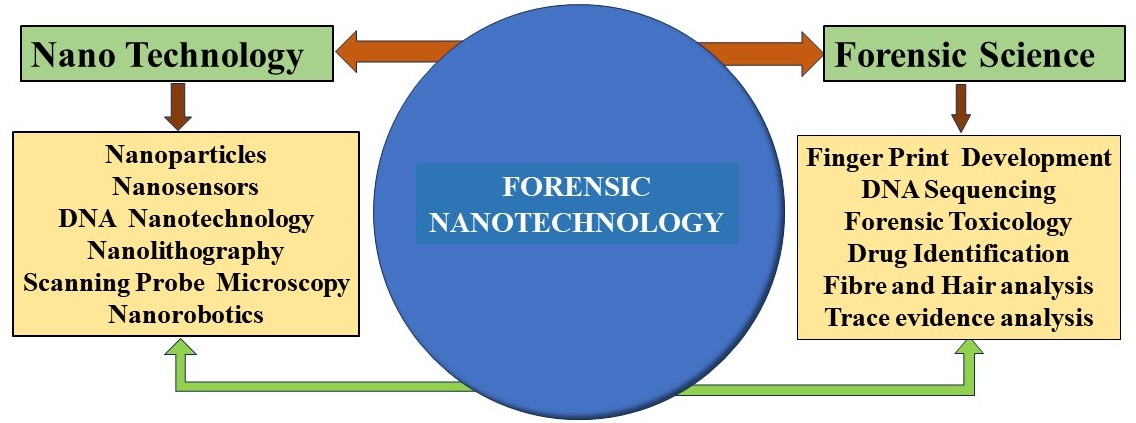 Nano Technology
Forensic Science
Nanoparticles
Nanosensors
DNA Nanotechnology
Nanolithography
Scanning Probe Microscopy
Nanorobotics
FORENSIC
NANOTECHNOLOGY
Finger Print Development
DNA Sequencing
Forensic Toxicology
Drug Identification
Fibre and Hair analysis
Trace evidence analysis